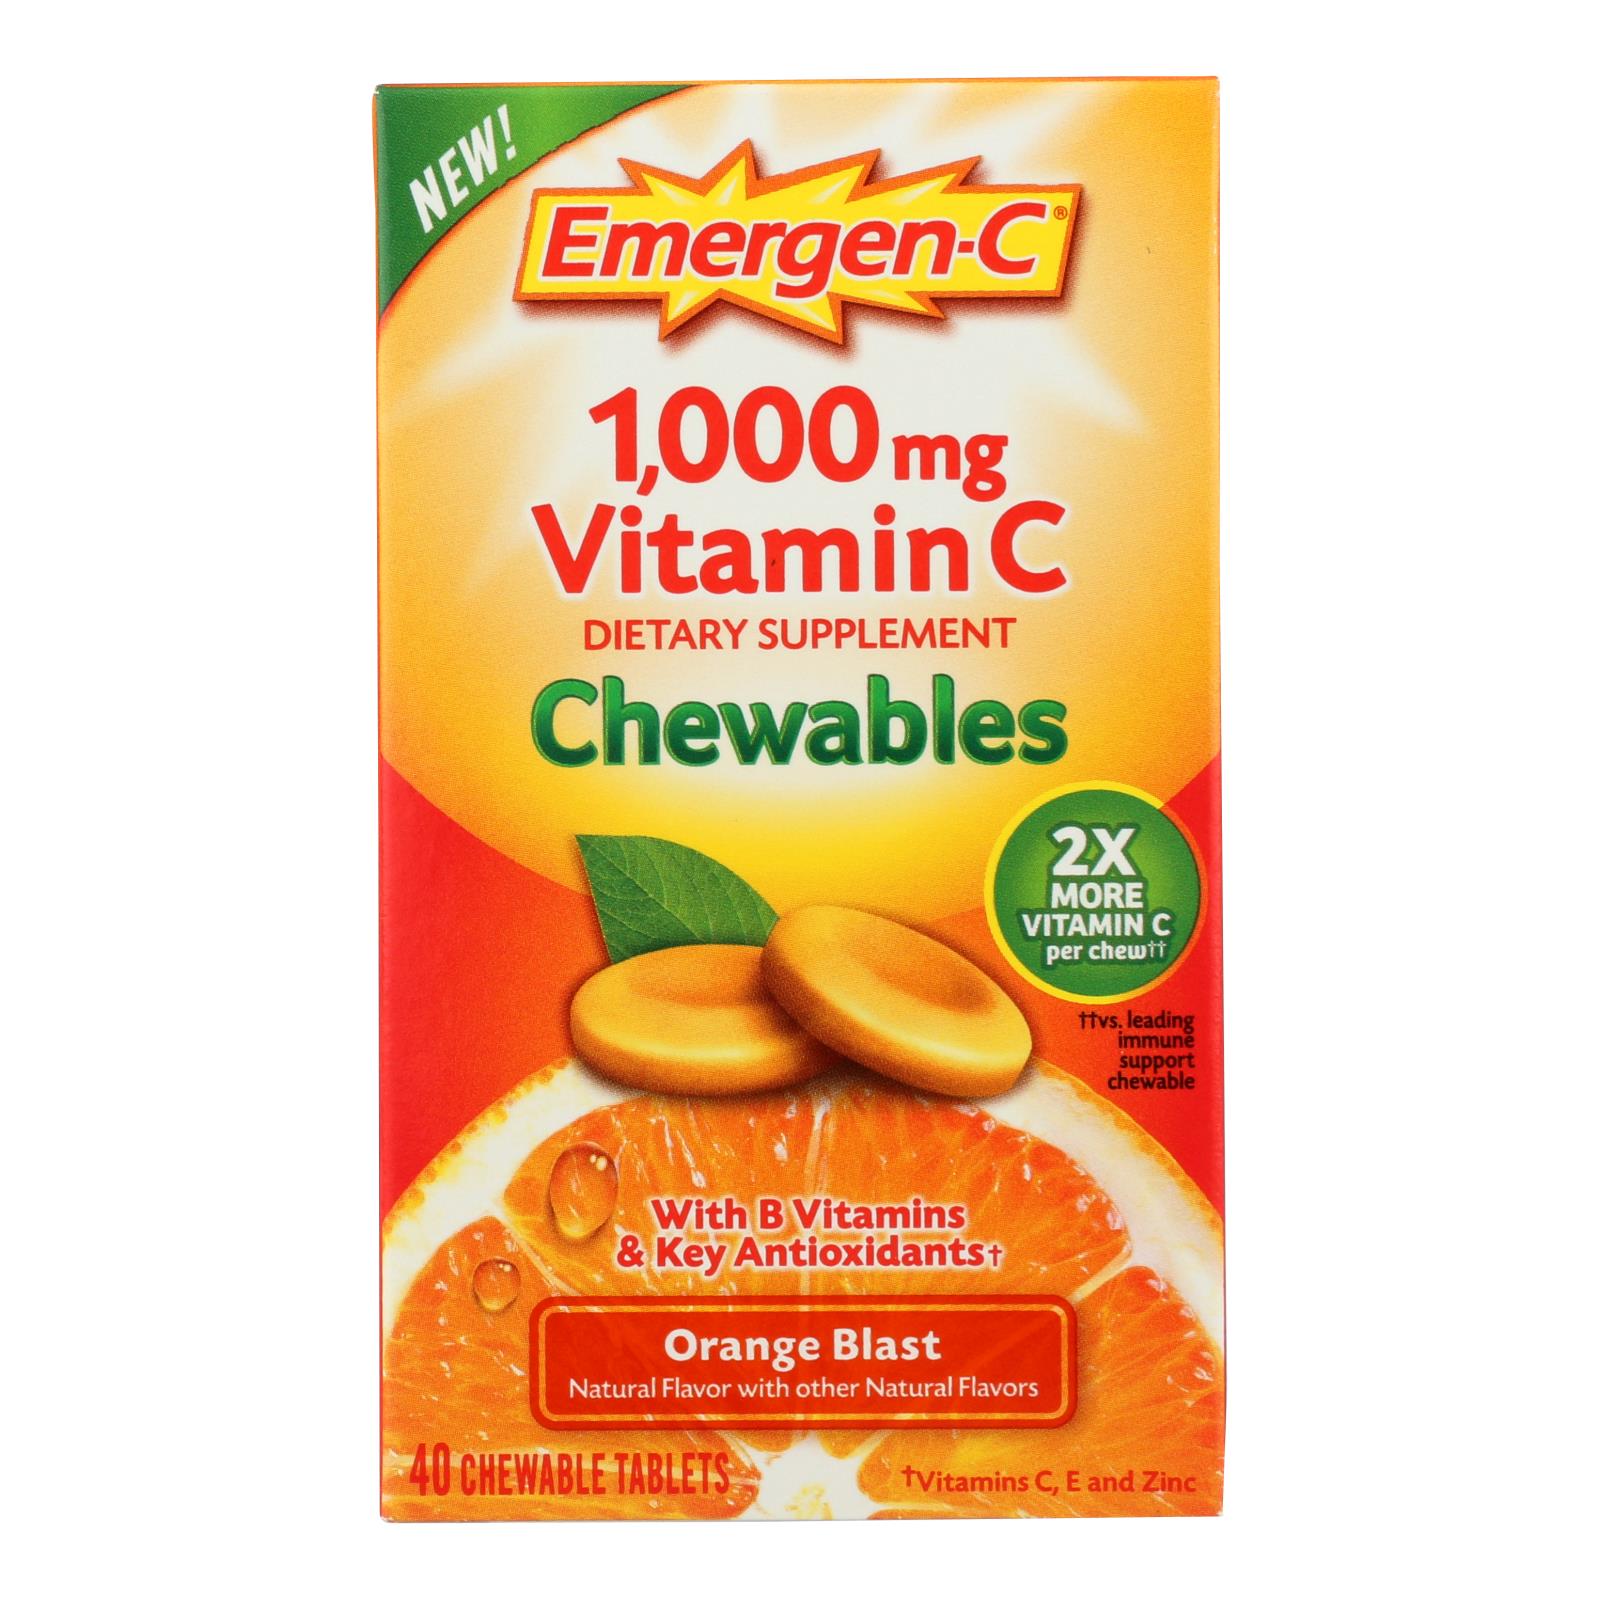 NEW!
Emergen-C®
1,000 mg
Vitamin C
DIETARY SUPPLEMENT
Chewables
2X
MORE
VITAMIN C
per chew††
††vs. leading
immune
support
chewable
With B Vitamins
& Key Antioxidants†
Orange Blast
Natural Flavor with other Natural Flavors
40 CHEWABLE TABLETS
†Vitamins C, E and Zinc